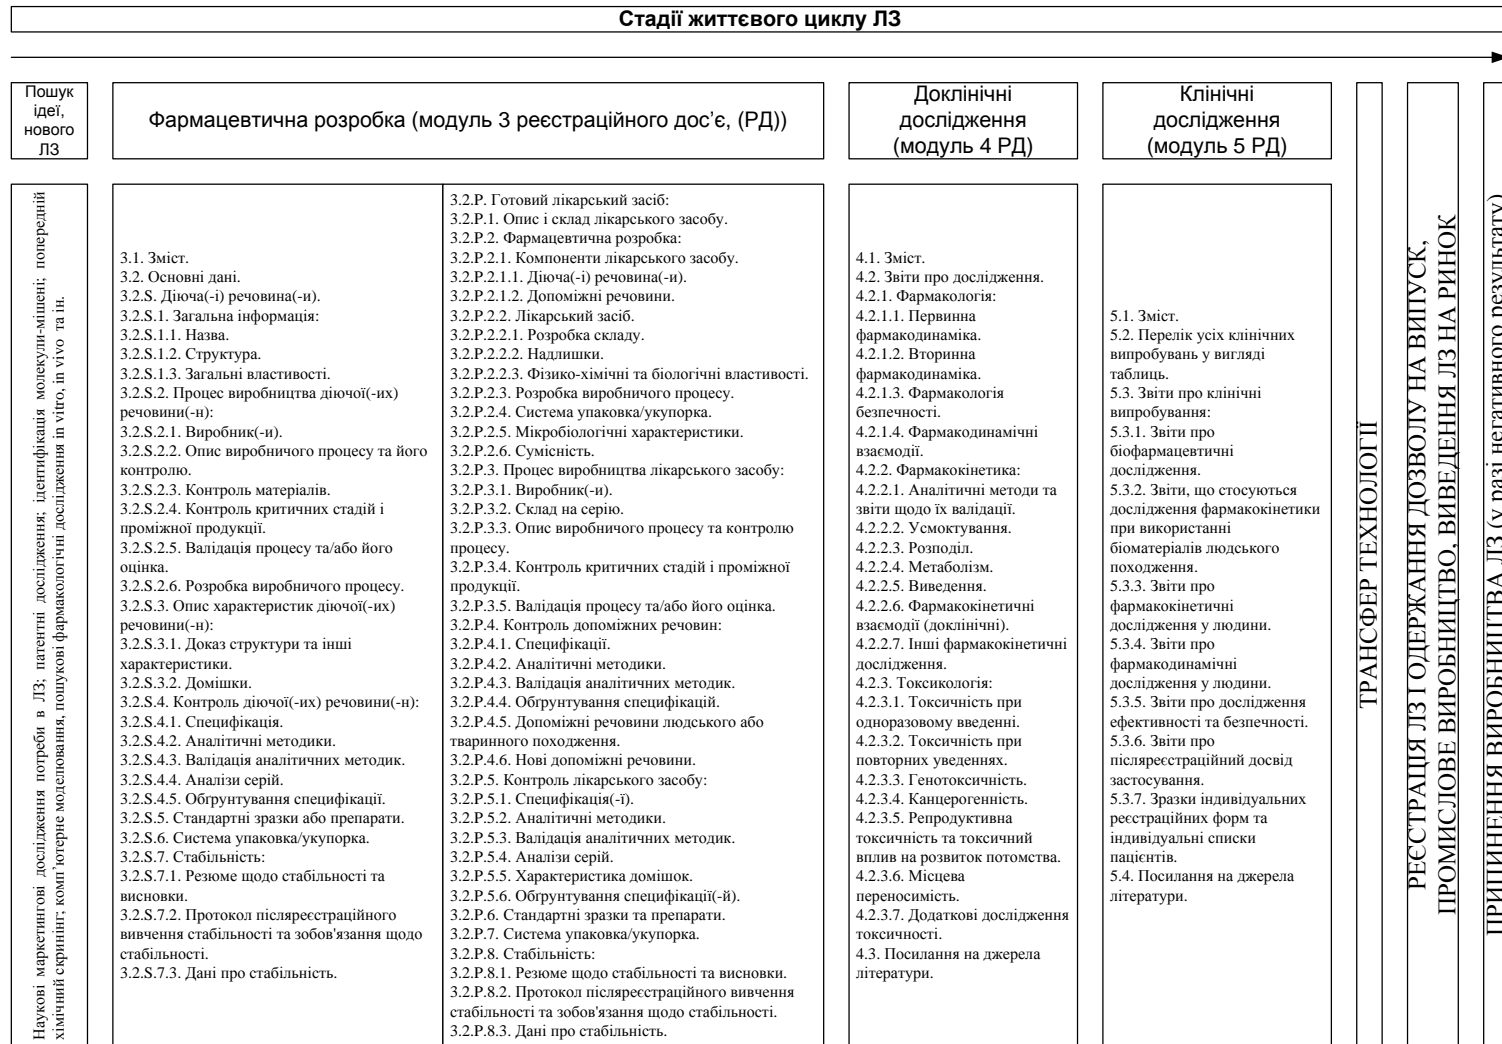 Стадії життєвого циклу ЛЗ
Пошук
ідеї,
нового
ЛЗ
Фармацевтична розробка (модуль 3 реєстраційного дос’є, (РД))
Доклінічні
дослідження
(модуль 4 РД)
Клінічні
дослідження
(модуль 5 РД)
Наукові маркетингові дослідження потреби в ЛЗ; патентні дослідження; ідентифікація молекули-мішені; попередній
хімічний скринінг; комп’ютерне моделювання, пошукові фармакологічні дослідження in vitro, in vivo та ін.
3.1. Зміст.
3.2. Основні дані.
3.2.S. Діюча(-і) речовина(-и).
3.2.S.1. Загальна інформація:
3.2.S.1.1. Назва.
3.2.S.1.2. Структура.
3.2.S.1.3. Загальні властивості.
3.2.S.2. Процес виробництва діючої(-их)
речовини(-н):
3.2.S.2.1. Виробник(-и).
3.2.S.2.2. Опис виробничого процесу та його
контролю.
3.2.S.2.3. Контроль матеріалів.
3.2.S.2.4. Контроль критичних стадій і
проміжної продукції.
3.2.S.2.5. Валідація процесу та/або його
оцінка.
3.2.S.2.6. Розробка виробничого процесу.
3.2.S.3. Опис характеристик діючої(-их)
речовини(-н):
3.2.S.3.1. Доказ структури та інші
характеристики.
3.2.S.3.2. Домішки.
3.2.S.4. Контроль діючої(-их) речовини(-н):
3.2.S.4.1. Специфікація.
3.2.S.4.2. Аналітичні методики.
3.2.S.4.3. Валідація аналітичних методик.
3.2.S.4.4. Аналізи серій.
3.2.S.4.5. Обґрунтування специфікації.
3.2.S.5. Стандартні зразки або препарати.
3.2.S.6. Система упаковка/укупорка.
3.2.S.7. Стабільність:
3.2.S.7.1. Резюме щодо стабільності та
висновки.
3.2.S.7.2. Протокол післяреєстраційного
вивчення стабільності та зобов'язання щодо
стабільності.
3.2.S.7.3. Дані про стабільність.
3.2.P. Готовий лікарський засіб:
3.2.P.1. Опис і склад лікарського засобу.
3.2.P.2. Фармацевтична розробка:
3.2.P.2.1. Компоненти лікарського засобу.
3.2.P.2.1.1. Діюча(-і) речовина(-и).
3.2.P.2.1.2. Допоміжні речовини.
3.2.P.2.2. Лікарський засіб.
3.2.P.2.2.1. Розробка складу.
3.2.P.2.2.2. Надлишки.
3.2.P.2.2.3. Фізико-хімічні та біологічні властивості.
3.2.P.2.3. Розробка виробничого процесу.
3.2.P.2.4. Система упаковка/укупорка.
3.2.P.2.5. Мікробіологічні характеристики.
3.2.P.2.6. Сумісність.
3.2.P.3. Процес виробництва лікарського засобу:
3.2.P.3.1. Виробник(-и).
3.2.P.3.2. Склад на серію.
3.2.P.3.3. Опис виробничого процесу та контролю
процесу.
3.2.P.3.4. Контроль критичних стадій і проміжної
продукції.
3.2.P.3.5. Валідація процесу та/або його оцінка.
3.2.P.4. Контроль допоміжних речовин:
3.2.P.4.1. Специфікації.
3.2.P.4.2. Аналітичні методики.
3.2.P.4.3. Валідація аналітичних методик.
3.2.P.4.4. Обґрунтування специфікацій.
3.2.P.4.5. Допоміжні речовини людського або
тваринного походження.
3.2.P.4.6. Нові допоміжні речовини.
3.2.P.5. Контроль лікарського засобу:
3.2.P.5.1. Специфікація(-ї).
3.2.P.5.2. Аналітичні методики.
3.2.P.5.3. Валідація аналітичних методик.
3.2.P.5.4. Аналізи серій.
3.2.P.5.5. Характеристика домішок.
3.2.P.5.6. Обґрунтування специфікації(-й).
3.2.P.6. Стандартні зразки та препарати.
3.2.P.7. Система упаковка/укупорка.
3.2.P.8. Стабільність:
3.2.P.8.1. Резюме щодо стабільності та висновки.
3.2.P.8.2. Протокол післяреєстраційного вивчення
стабільності та зобов'язання щодо стабільності.
3.2.P.8.3. Дані про стабільність.
4.1. Зміст.
4.2. Звіти про дослідження.
4.2.1. Фармакологія:
4.2.1.1. Первинна
фармакодинаміка.
4.2.1.2. Вторинна
фармакодинаміка.
4.2.1.3. Фармакологія
безпечності.
4.2.1.4. Фармакодинамічні
взаємодії.
4.2.2. Фармакокінетика:
4.2.2.1. Аналітичні методи та
звіти щодо їх валідації.
4.2.2.2. Усмоктування.
4.2.2.3. Розподіл.
4.2.2.4. Метаболізм.
4.2.2.5. Виведення.
4.2.2.6. Фармакокінетичні
взаємодії (доклінічні).
4.2.2.7. Інші фармакокінетичні
дослідження.
4.2.3. Токсикологія:
4.2.3.1. Токсичність при
одноразовому введенні.
4.2.3.2. Токсичність при
повторних уведеннях.
4.2.3.3. Генотоксичність.
4.2.3.4. Канцерогенність.
4.2.3.5. Репродуктивна
токсичність та токсичний
вплив на розвиток потомства.
4.2.3.6. Місцева
переносимість.
4.2.3.7. Додаткові дослідження
токсичності.
4.3. Посилання на джерела
літератури.
5.1. Зміст.
5.2. Перелік усіх клінічних
випробувань у вигляді
таблиць.
5.3. Звіти про клінічні
випробування:
5.3.1. Звіти про
біофармацевтичні
дослідження.
5.3.2. Звіти, що стосуються
дослідження фармакокінетики
при використанні
біоматеріалів людського
походження.
5.3.3. Звіти про
фармакокінетичні
дослідження у людини.
5.3.4. Звіти про
фармакодинамічні
дослідження у людини.
5.3.5. Звіти про дослідження
ефективності та безпечності.
5.3.6. Звіти про
післяреєстраційний досвід
застосування.
5.3.7. Зразки індивідуальних
реєстраційних форм та
індивідуальні списки
пацієнтів.
5.4. Посилання на джерела
літератури.
ТРАНСФЕР ТЕХНОЛОГІЇ
РЕЄСТРАЦІЯ ЛЗ І ОДЕРЖАННЯ ДОЗВОЛУ НА ВИПУСК,
ПРОМИСЛОВЕ ВИРОБНИЦТВО, ВИВЕДЕННЯ ЛЗ НА РИНОК
ПРИПИНЕННЯ ВИРОБНИЦТВА ЛЗ (у разі негативного результату)